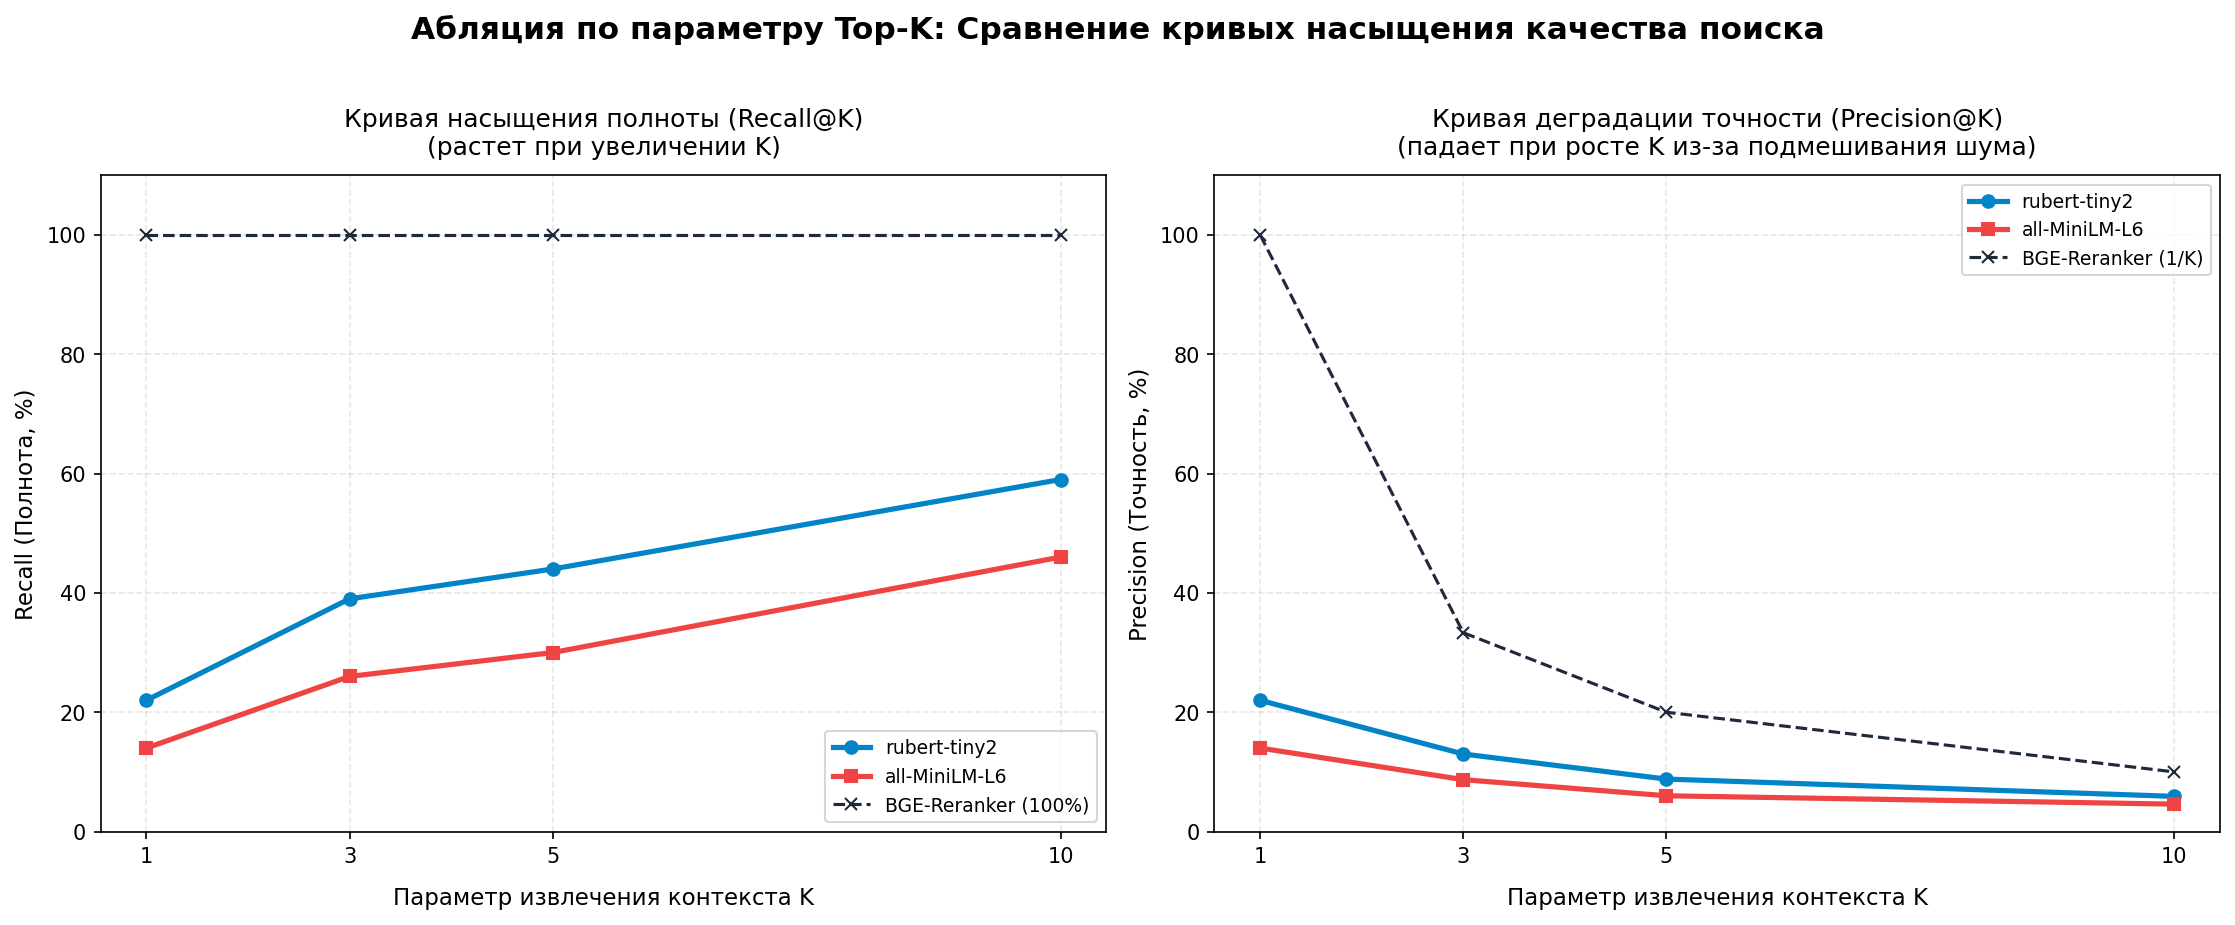 Абляция по параметру Top-K: Сравнение кривых насыщения качества поиска
Кривая насыщения полноты (Recall@K)
(растет при увеличении K)
Recall (Полнота, %)
100
80
60
40
20
0
1
3
5
10
Параметр извлечения контекста K
rubert-tiny2
all-MiniLM-L6
BGE-Reranker (100%)
Кривая деградации точности (Precision@K)
(падает при росте K из-за подмешивания шума)
Precision (Точность, %)
100
80
60
40
20
0
1
3
5
10
Параметр извлечения контекста K
rubert-tiny2
all-MiniLM-L6
BGE-Reranker (1/K)